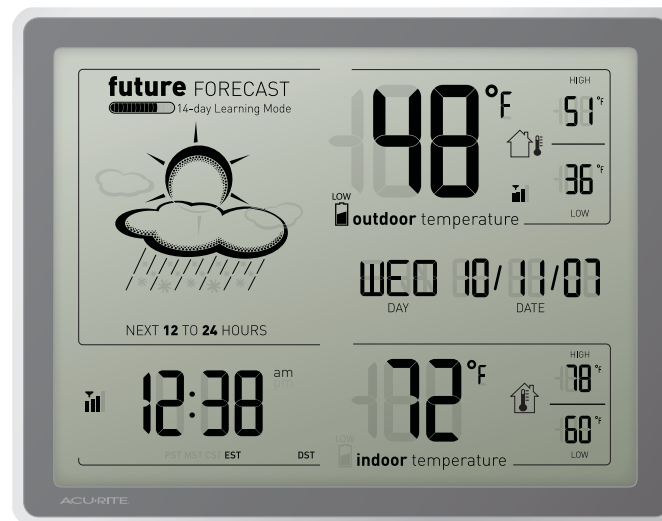 future FORECAST
14-day Learning Mode
NEXT 12 TO 24 HOURS
48°F
HIGH
51°F
36°F
LOW
LOW
outdoor temperature
WED 10/11/07
DAY DATE
12:38 am
pm
PST MST CST EST DST
72°F
HIGH
78°F
60°F
LOW
LOW
indoor temperature
ACU·RITE